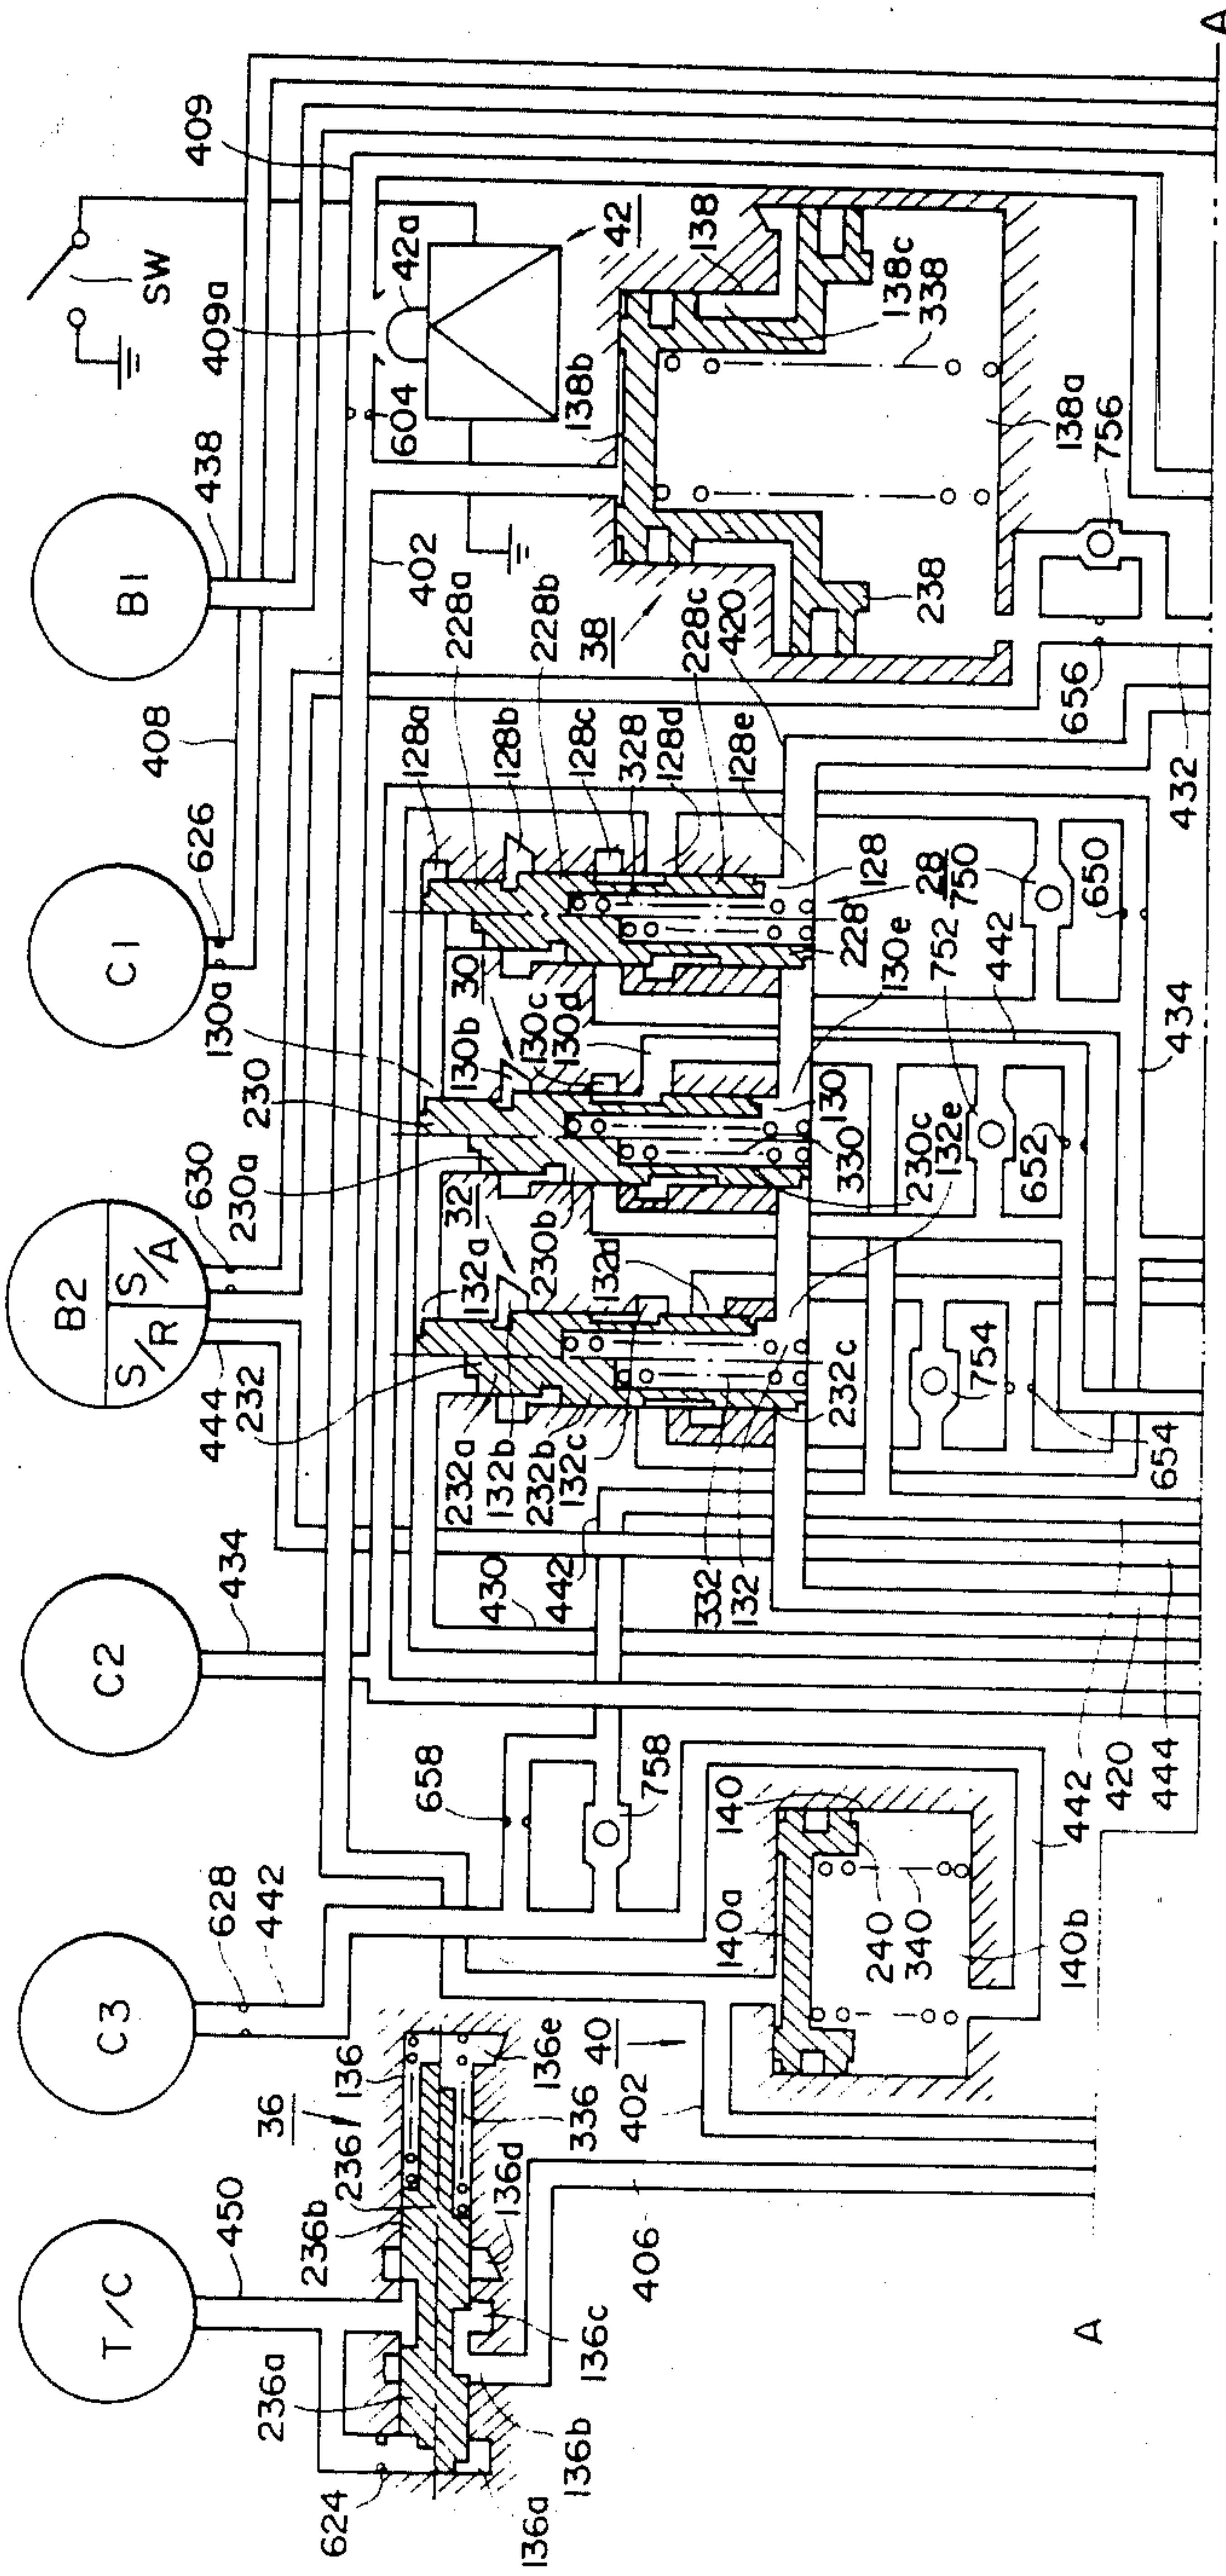 T/C
C3
C2
B2
S/R
S/A
C1
B1
SW
450
36
136
628
442
434
444
232
630
230a
230
130a
626
408
438
409a
409
624
236a
236b
236
136a
136b
136c
136d
136e
336
40
402
406
658
758
140a
140
240
340
140b
442
420
444
430
442
232a
132b
232b
132c
332
132
232c
132a
32
230b
132d
130b
30
130c
130d
128a
228a
128b
228b
128c
328
128d
228c
128e
420
402
604
42a
42
38
138b
138
138c
338
238
138a
756
656
432
128
28
228
750
650
130e
752
442
434
130
330
230c
132e
652
754
654
A
A